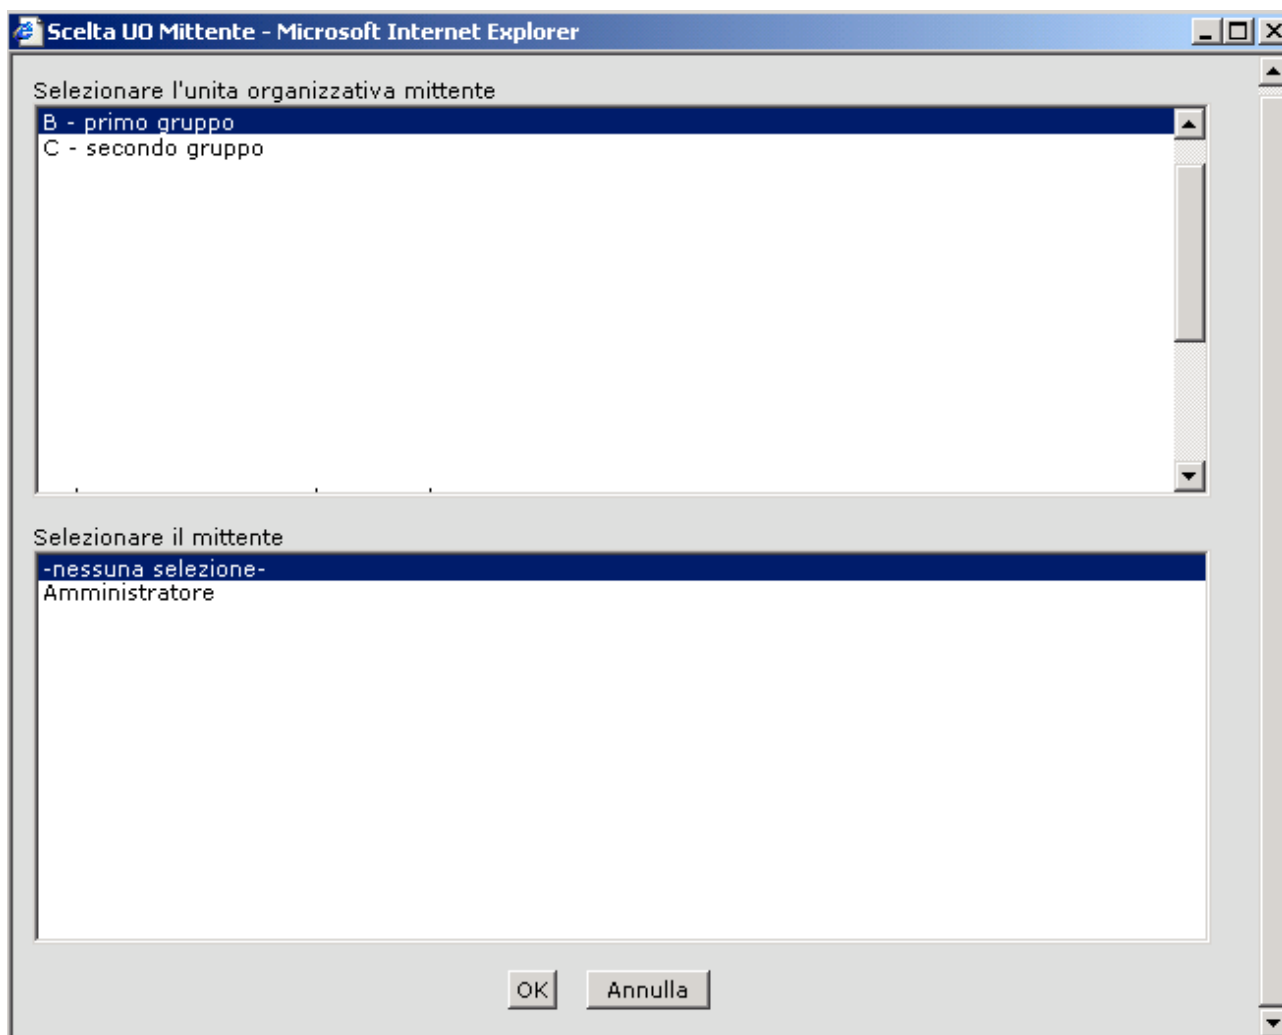 Scelta UO Mittente - Microsoft Internet Explorer
Selezionare l'unita organizzativa mittente
B - primo gruppo
C - secondo gruppo
Selezionare il mittente
-nessuna selezione-
Amministratore
OK Annulla